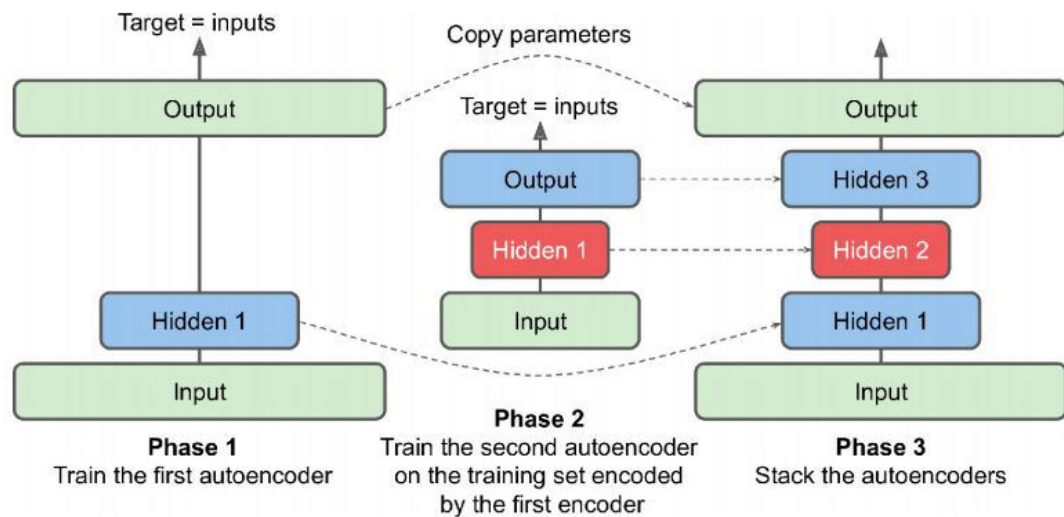 Target = inputs
Copy parameters
Output
Target = inputs
Output
Output
Hidden 3
Hidden 1
Hidden 2
Hidden 1
Input
Hidden 1
Input
Input
Phase 1
Train the first autoencoder
Phase 2
Train the second autoencoder
on the training set encoded
by the first encoder
Phase 3
Stack the autoencoders